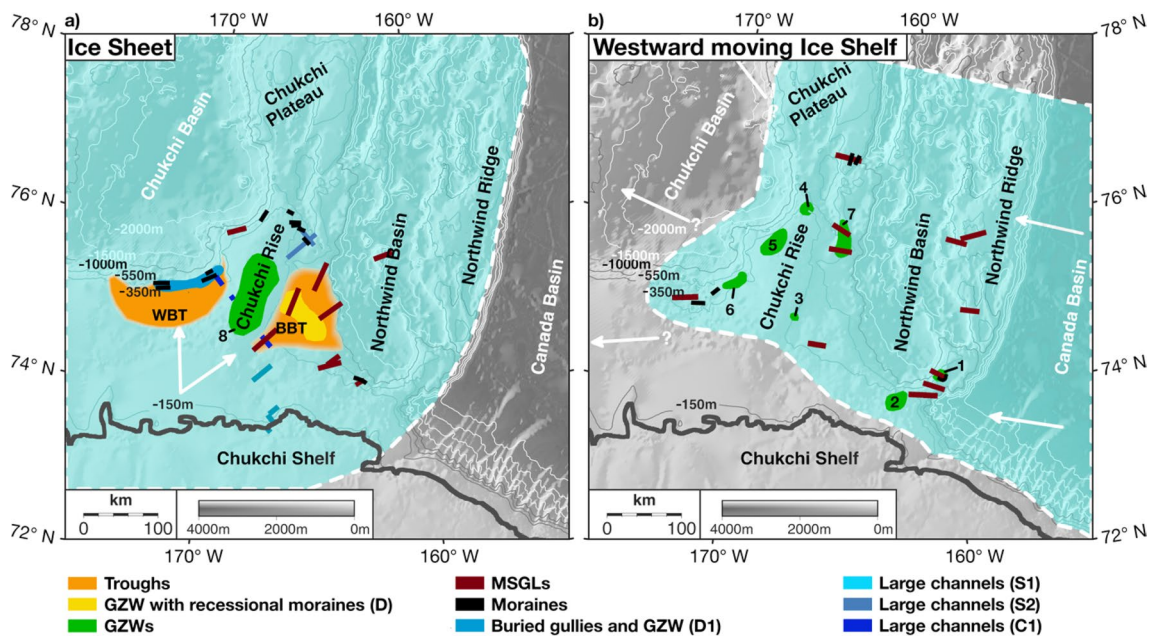 a)
170° W
160° W
b)
170° W
160° W
78° N
78° N
Ice Sheet
Westward moving Ice Shelf
Chukchi Basin
Chukchi
Plateau
Northwind Ridge
Northwind Basin
Canada Basin
Chukchi Rise
-2000m
-1500m
-1000m
-550m
-350m
WBT
BBT
8
-150m
Chukchi Shelf
76° N
74° N
72° N
km
0
100
4000m
2000m
0m
170° W
160° W
Chukchi Basin
Chukchi
Plateau
Northwind Ridge
Northwind Basin
Canada Basin
Chukchi Rise
-2000m
-1500m
-1000m
-550m
-350m
?
?
4
7
5
6
3
1
2
-150m
Chukchi Shelf
76° N
74° N
72° N
km
0
100
4000m
2000m
0m
170° W
160° W
Troughs
GZW with recessional moraines (D)
GZWs
MSGLs
Moraines
Buried gullies and GZW (D1)
Large channels (S1)
Large channels (S2)
Large channels (C1)